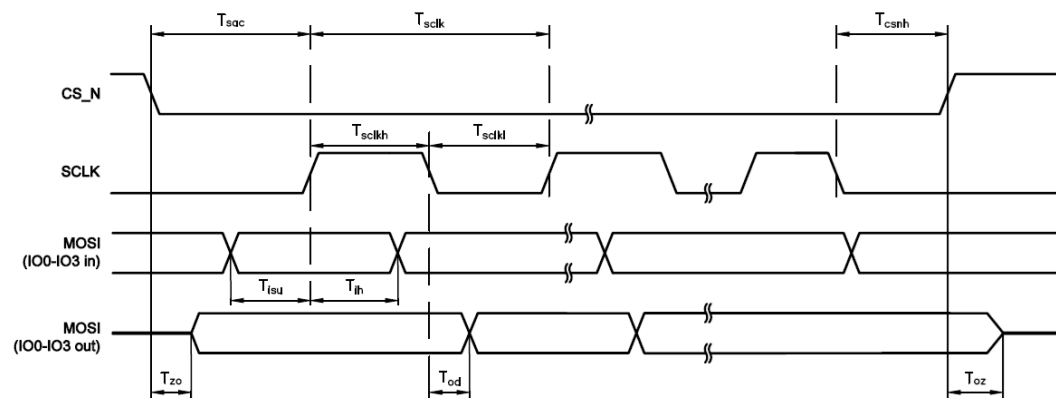 Tsac Tsclk Tcsnh
CS_N
Tsclkh Tsclkl
SCLK
MOSI
(IO0-IO3 in)
Tisu Tih
MOSI
(IO0-IO3 out)
Tzo Tod Toz